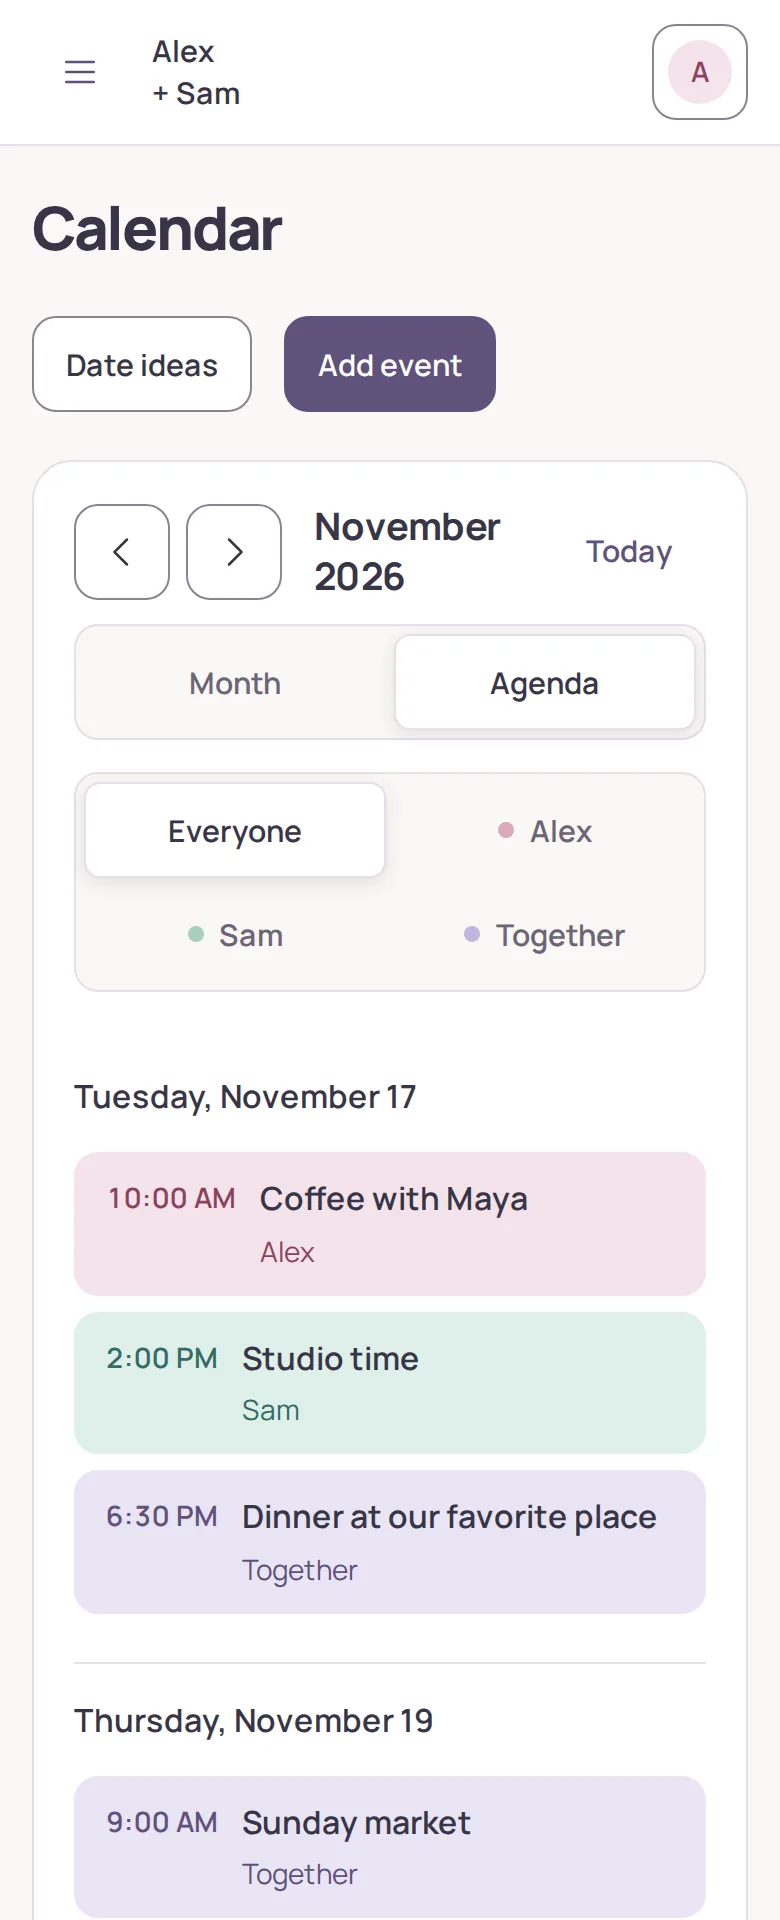 Alex
+ Sam
A
Calendar
Date ideas
Add event
November
2026
Today
Month
Agenda
Everyone
Alex
Sam
Together
Tuesday, November 17
10:00 AM Coffee with Maya
Alex
2:00 PM Studio time
Sam
6:30 PM Dinner at our favorite place
Together
Thursday, November 19
9:00 AM Sunday market
Together